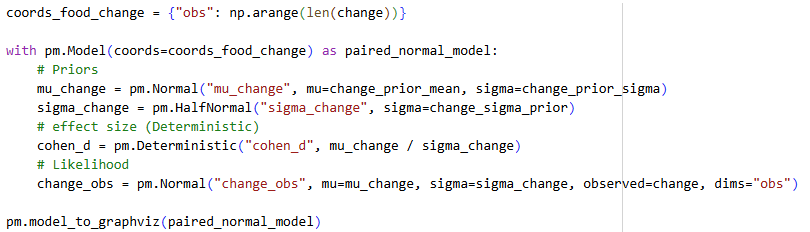 coords_food_change = {"obs": np.arange(len(change))}

with pm.Model(coords=coords_food_change) as paired_normal_model:
    # Priors
    mu_change = pm.Normal("mu_change", mu=change_prior_mean, sigma=change_prior_sigma)
    sigma_change = pm.HalfNormal("sigma_change", sigma=change_sigma_prior)
    # effect size (Deterministic)
    cohen_d = pm.Deterministic("cohen_d", mu_change / sigma_change)
    # Likelihood
    change_obs = pm.Normal("change_obs", mu=mu_change, sigma=sigma_change, observed=change, dims="obs")

pm.model_to_graphviz(paired_normal_model)